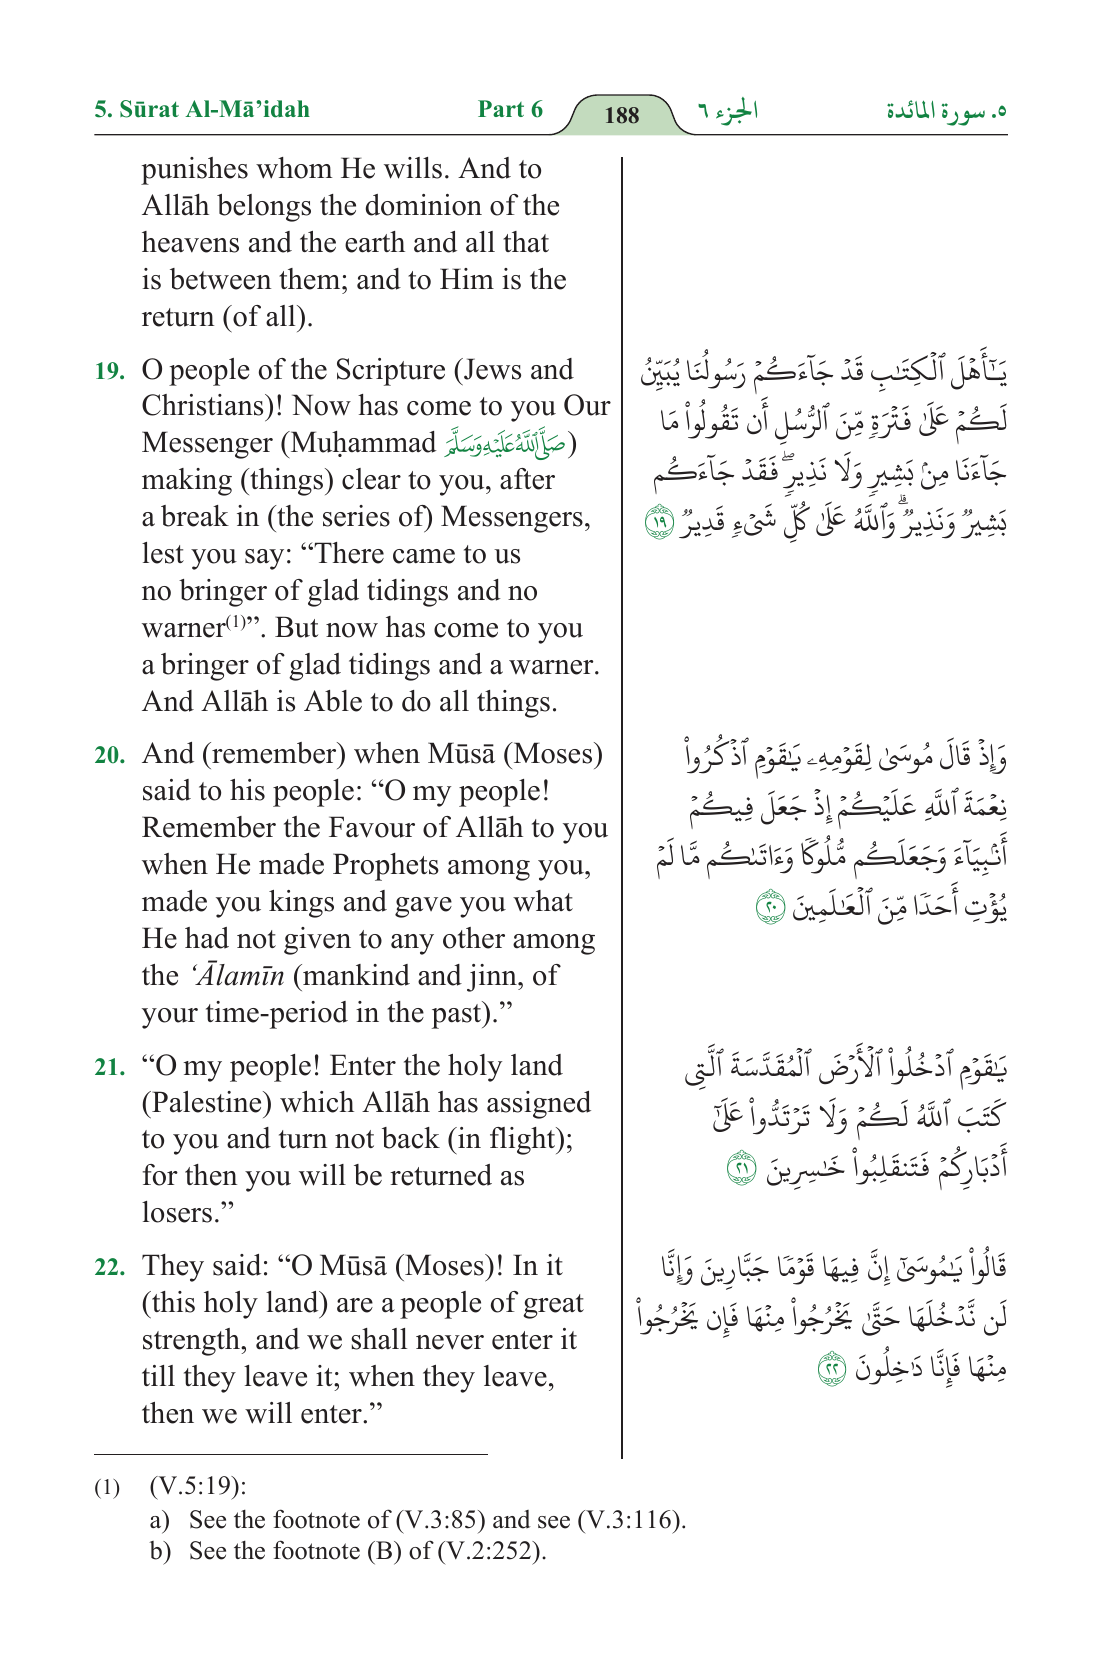 5. Sūrat Al-Mā’idah Part 6 188 الجزء ٦ ٥. سورة المائدة
punishes whom He wills. And to
Allāh belongs the dominion of the
heavens and the earth and all that
is between them; and to Him is the
return (of all).
19. O people of the Scripture (Jews and
Christians)! Now has come to you Our
Messenger (Muḥammad صَلَّى ٱللَّهُ عَلَيْهِ وَسَلَّمَ)
making (things) clear to you, after
a break in (the series of) Messengers,
lest you say: “There came to us
no bringer of glad tidings and no
warner(1)”. But now has come to you
a bringer of glad tidings and a warner.
And Allāh is Able to do all things.
يَـٰٓأَهْلَ ٱلْكِتَـٰبِ قَدْ جَآءَكُمْ رَسُولُنَا يُبَيِّنُ
لَكُمْ عَلَىٰ فَتْرَةٍ مِّنَ ٱلرُّسُلِ أَن تَقُولُوا۟ مَا
جَآءَنَا مِنۢ بَشِيرٍ وَلَا نَذِيرٍ ۖ فَقَدْ جَآءَكُم
بَشِيرٌ وَنَذِيرٌ ۗ وَٱللَّهُ عَلَىٰ كُلِّ شَىْءٍ قَدِيرٌ ١٩
20. And (remember) when Mūsā (Moses)
said to his people: “O my people!
Remember the Favour of Allāh to you
when He made Prophets among you,
made you kings and gave you what
He had not given to any other among
the ‘Ālamīn (mankind and jinn, of
your time-period in the past).”
وَإِذْ قَالَ مُوسَىٰ لِقَوْمِهِۦ يَـٰقَوْمِ ٱذْكُرُوا۟
نِعْمَةَ ٱللَّهِ عَلَيْكُمْ إِذْ جَعَلَ فِيكُمْ
أَنۢبِيَآءَ وَجَعَلَكُم مُّلُوكًا وَءَاتَىٰكُم مَّا لَمْ
يُؤْتِ أَحَدًا مِّنَ ٱلْعَـٰلَمِينَ ٢٠
21. “O my people! Enter the holy land
(Palestine) which Allāh has assigned
to you and turn not back (in flight);
for then you will be returned as
losers.”
يَـٰقَوْمِ ٱدْخُلُوا۟ ٱلْأَرْضَ ٱلْمُقَدَّسَةَ ٱلَّتِى
كَتَبَ ٱللَّهُ لَكُمْ وَلَا تَرْتَدُّوا۟ عَلَىٰٓ
أَدْبَارِكُمْ فَتَنقَلِبُوا۟ خَـٰسِرِينَ ٢١
22. They said: “O Mūsā (Moses)! In it
(this holy land) are a people of great
strength, and we shall never enter it
till they leave it; when they leave,
then we will enter.”
قَالُوا۟ يَـٰمُوسَىٰٓ إِنَّ فِيهَا قَوْمًا جَبَّارِينَ وَإِنَّا
لَن نَّدْخُلَهَا حَتَّىٰ يَخْرُجُوا۟ مِنْهَا فَإِن يَخْرُجُوا۟
مِنْهَا فَإِنَّا دَٰخِلُونَ ٢٢
(1) (V.5:19):
a) See the footnote of (V.3:85) and see (V.3:116).
b) See the footnote (B) of (V.2:252).